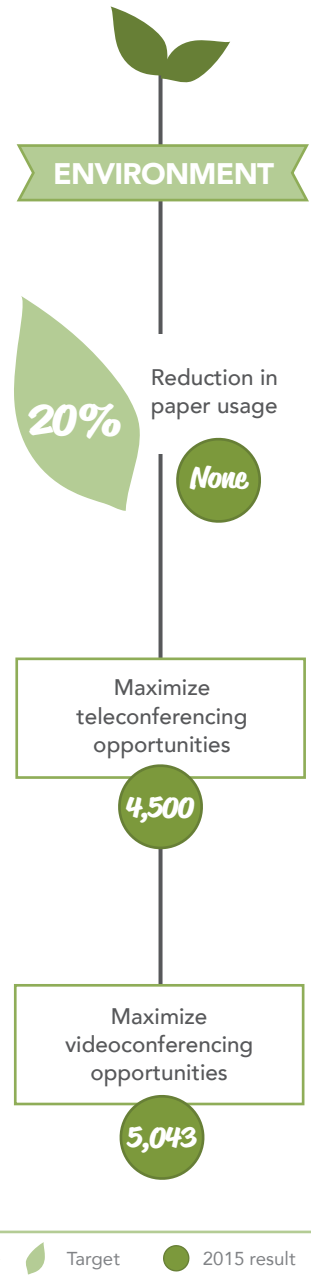 ENVIRONMENT
20%
Reduction in
paper usage
None
Maximize
teleconferencing
opportunities
4,500
Maximize
videoconferencing
opportunities
5,043
Target
2015 result